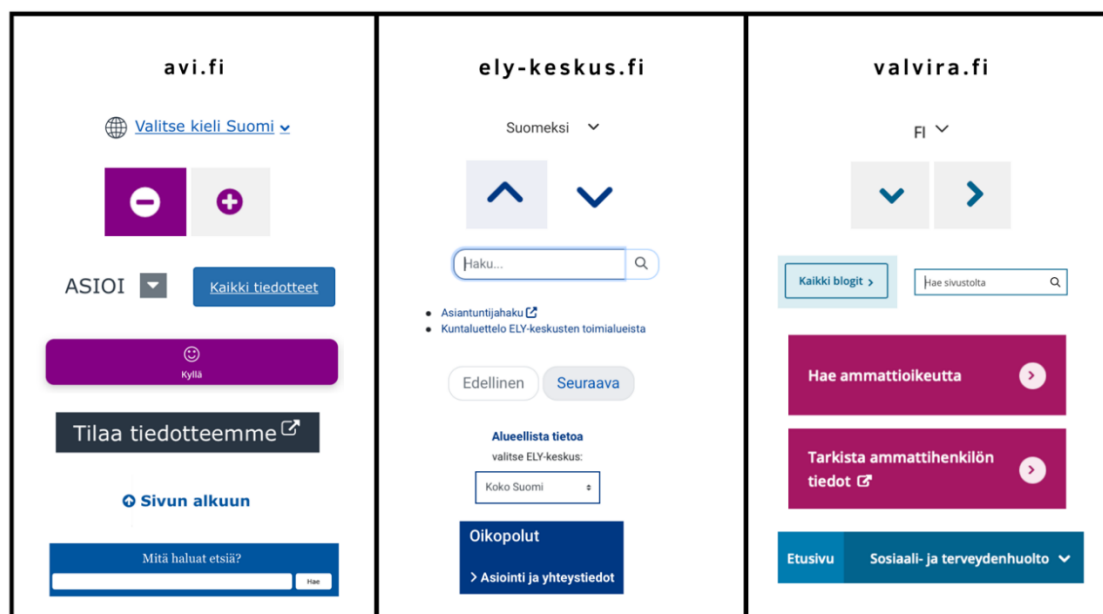 avi.fi
Valitse kieli Suomi
ASIOI
Kaikki tiedotteet
Kyllä
Tilaa tiedotteemme
Sivun alkuun
Mitä haluat etsiä?
Hae
ely-keskus.fi
Suomeksi
Haku...
Asiantuntijahaku
Kuntaluettelo ELY-keskusten toimialueista
Edellinen
Seuraava
Alueellista tietoa
valitse ELY-keskus:
Koko Suomi
Oikopolut
Asiointi ja yhteystiedot
valvira.fi
FI
Kaikki blogit
Hae sivustolta
Hae ammattioikeutta
Tarkista ammattihenkilön
tiedot
Etusivu
Sosiaali- ja terveydenhuolto